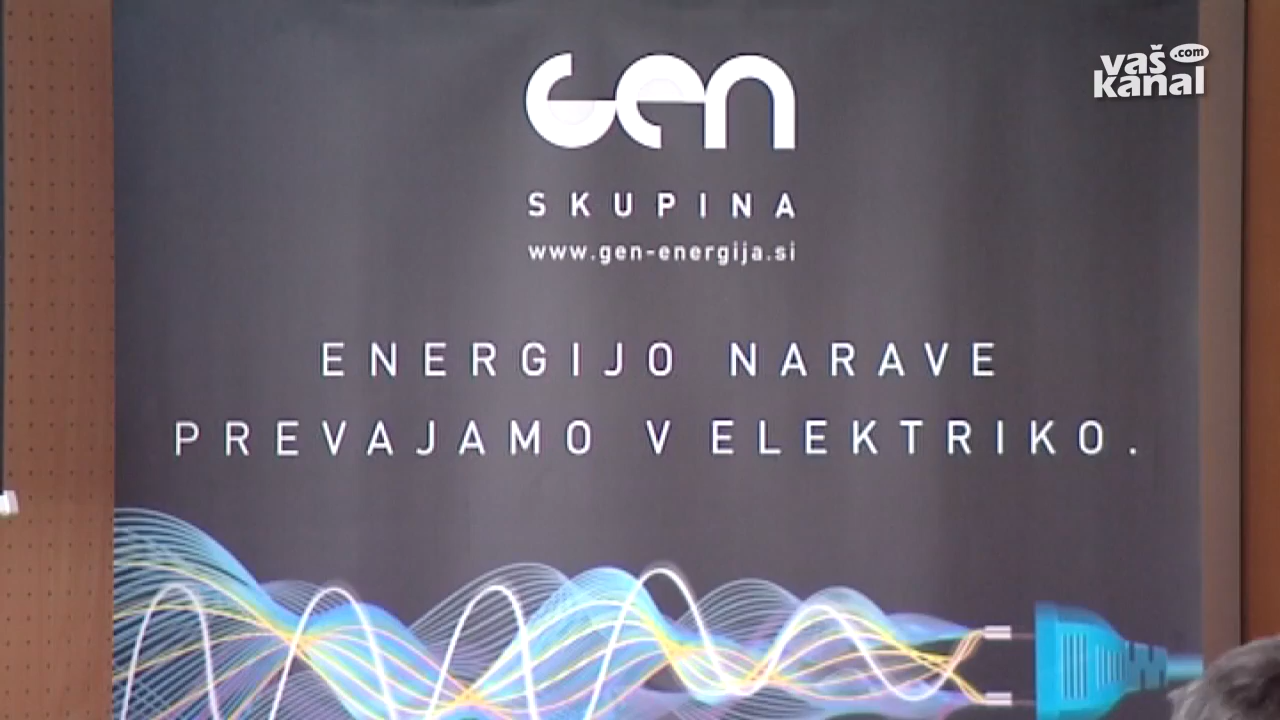 gen
SKUPINA
www.gen-energija.si
ENERGIJO NARAVE
PREVAJAMO V ELEKTRIKO.
vaš .com
kanal